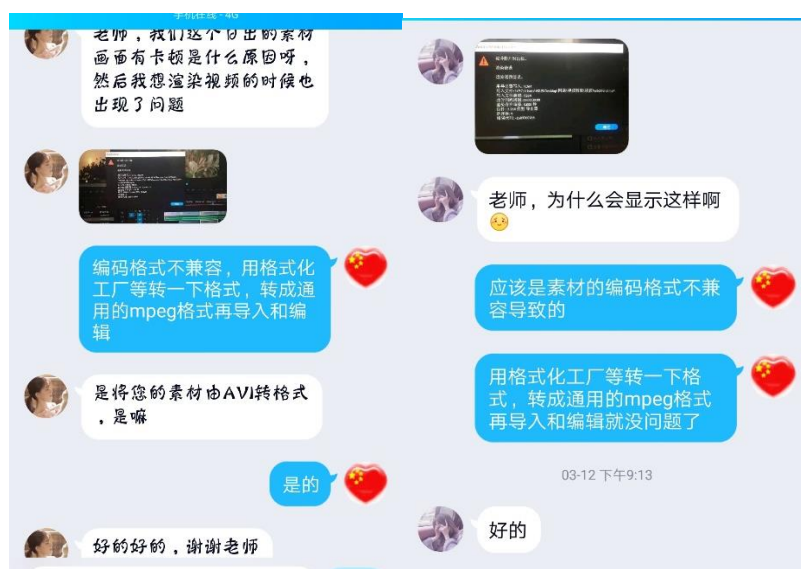 手机在线 - 4G
老师，我们这个白出的素材
画面有卡顿是什么原因呀，
然后我想渲染视频的时候也
出现了问题
编码格式不兼容，用格式化
工厂等转一下格式，转成通
用的mpeg格式再导入和编
辑
是将您的素材由AVI转格式
，是嘛
是的
好的好的，谢谢老师
老师，为什么会显示这样啊
应该是素材的编码格式不兼
容导致的
用格式化工厂等转一下格
式，转成通用的mpeg格式
再导入和编辑就没问题了
03-12 下午9:13
好的